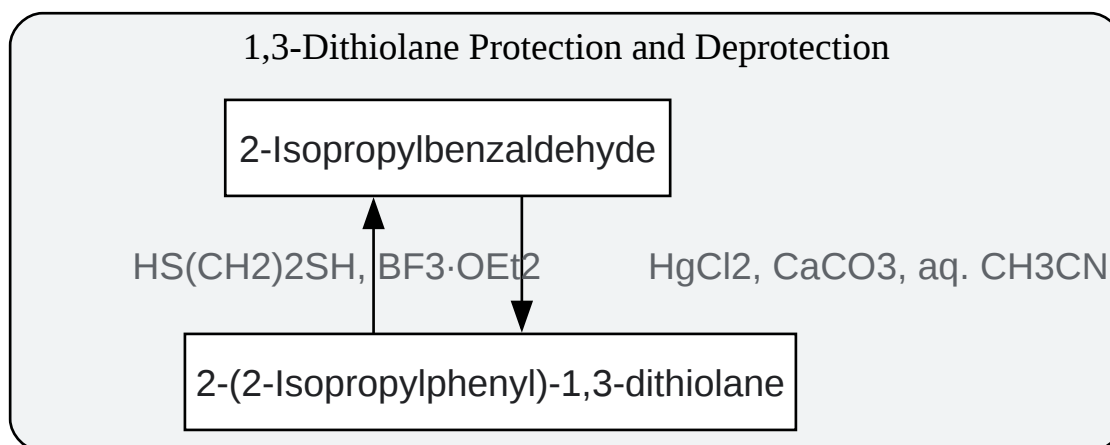 1,3-Dithiolane Protection and Deprotection
2-Isopropylbenzaldehyde
HS(CH2)2SH, BF3·OEt2
HgCl2, CaCO3, aq. CH3CN
2-(2-Isopropylphenyl)-1,3-dithiolane